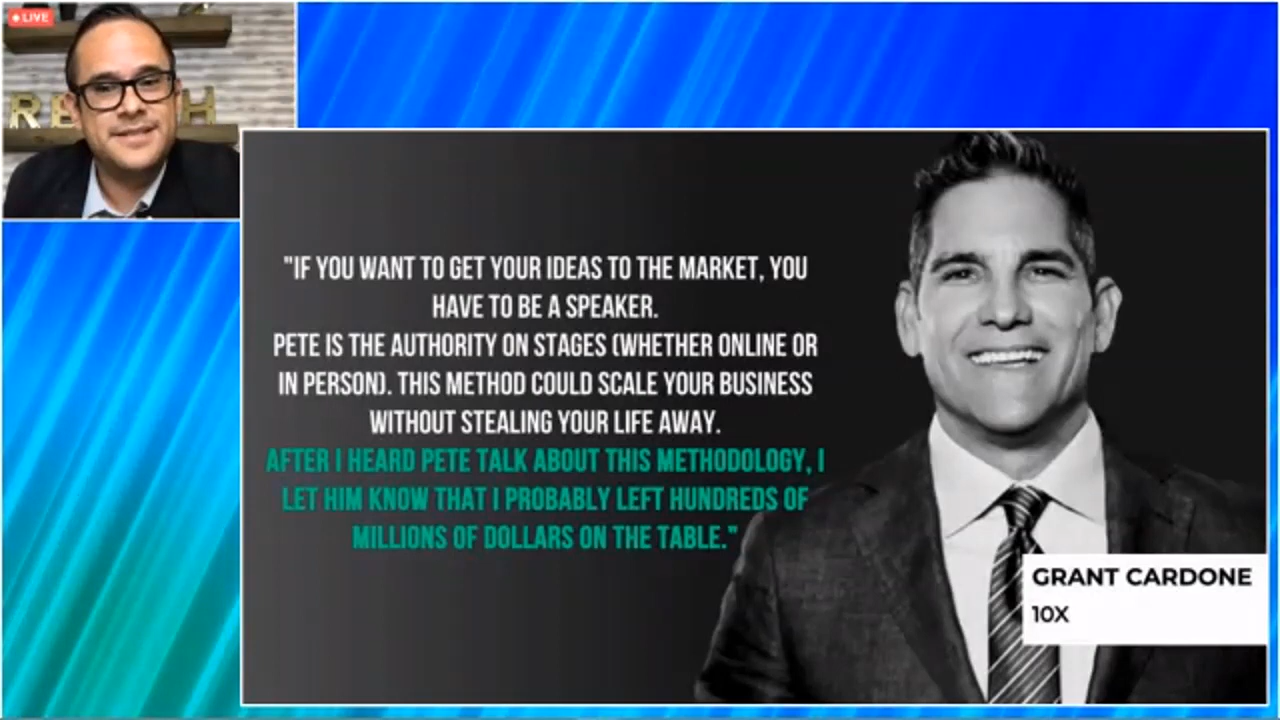 LIVE
"IF YOU WANT TO GET YOUR IDEAS TO THE MARKET, YOU
HAVE TO BE A SPEAKER.
PETE IS THE AUTHORITY ON STAGES (WHETHER ONLINE OR
IN PERSON). THIS METHOD COULD SCALE YOUR BUSINESS
WITHOUT STEALING YOUR LIFE AWAY.
AFTER I HEARD PETE TALK ABOUT THIS METHODOLOGY, I
LET HIM KNOW THAT I PROBABLY LEFT HUNDREDS OF
MILLIONS OF DOLLARS ON THE TABLE."
GRANT CARDONE
10X